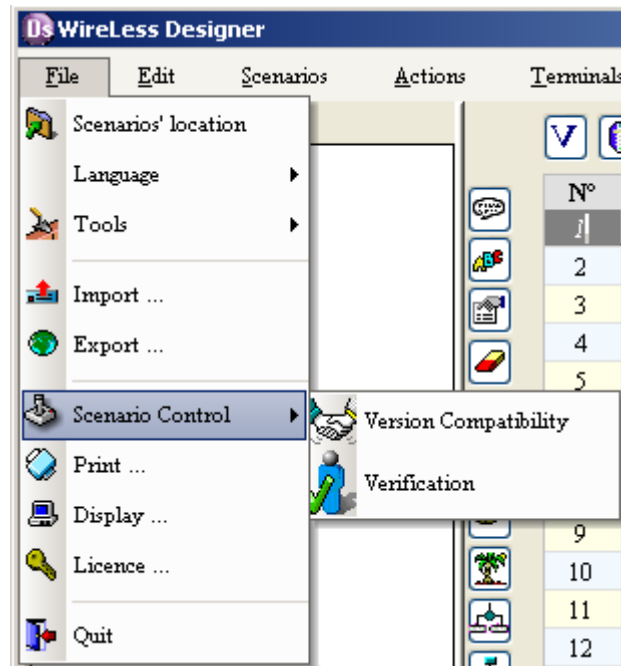 Ds WireLess Designer
File Edit Scenarios Actions Terminals
Scenarios' location
Language
Tools
Import ...
Export ...
Scenario Control
Version Compatibility
Verification
Print ...
Display ...
Licence ...
Quit
V
ABC
N°
1
2
3
4
5
9
10
11
12